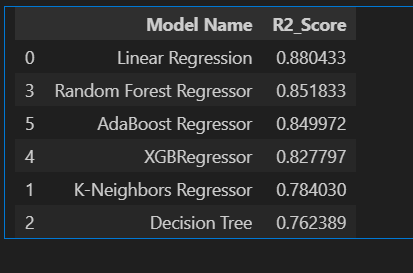 Model Name R2_Score
0 Linear Regression 0.880433
3 Random Forest Regressor 0.851833
5 AdaBoost Regressor 0.849972
4 XGBRegressor 0.827797
1 K-Neighbors Regressor 0.784030
2 Decision Tree 0.762389